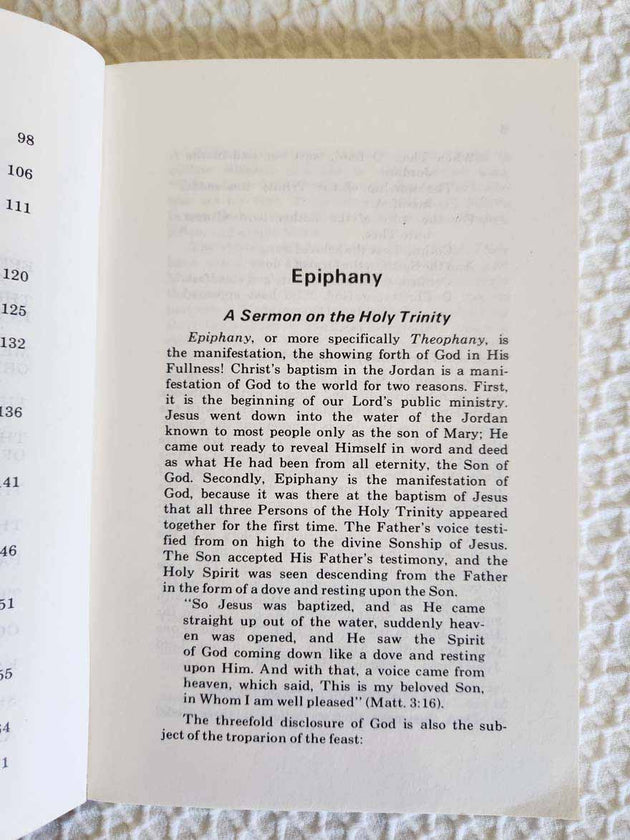 98
106
111
120
125
132
136
141
46
51
55
54
1
Epiphany
A Sermon on the Holy Trinity
Epiphany, or more specifically Theophany, is
the manifestation, the showing forth of God in His
Fullness! Christ's baptism in the Jordan is a mani-
festation of God to the world for two reasons. First,
it is the beginning of our Lord's public ministry.
Jesus went down into the water of the Jordan
known to most people only as the son of Mary; He
came out ready to reveal Himself in word and deed
as what He had been from all eternity, the Son of
God. Secondly, Epiphany is the manifestation of
God, because it was there at the baptism of Jesus
that all three Persons of the Holy Trinity appeared
together for the first time. The Father's voice testi-
fied from on high to the divine Sonship of Jesus.
The Son accepted His Father's testimony, and the
Holy Spirit was seen descending from the Father
in the form of a dove and resting upon the Son.
"So Jesus was baptized, and as He came
straight up out of the water, suddenly heav-
en was opened, and He saw the Spirit
of God coming down like a dove and resting
upon Him. And with that, a voice came from
heaven, which said, This is my beloved Son,
in Whom I am well pleased" (Matt. 3:16).
The threefold disclosure of God is also the sub-
ject of the troparion of the feast: